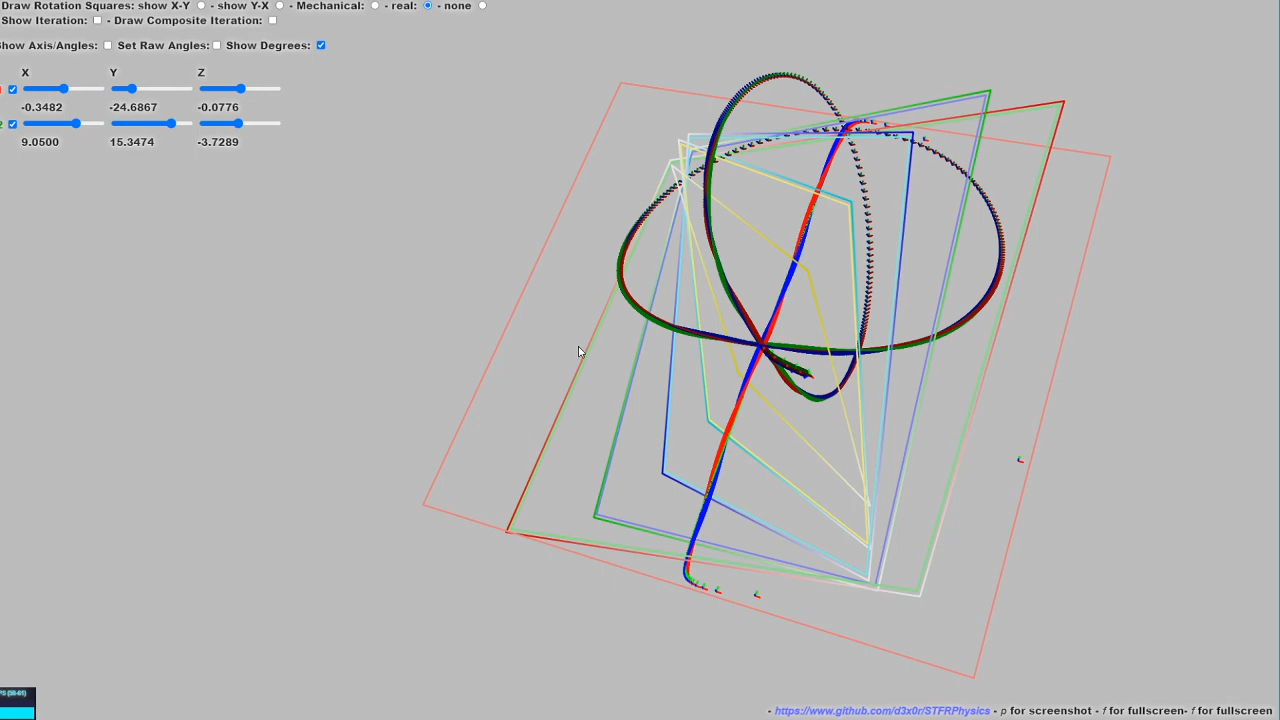 Draw Rotation Squares: show X-Y - show Y-X - Mechanical: - real: - none
Show Iteration: - Draw Composite Iteration:
Show Axis/Angles: Set Raw Angles: Show Degrees:
X Y Z
-0.3482 -24.6867 -0.0776
9.0500 15.3474 -3.7289
- https://www.github.com/d3x0r/STFRPhysics - p for screenshot - f for fullscreen- f for fullscreen